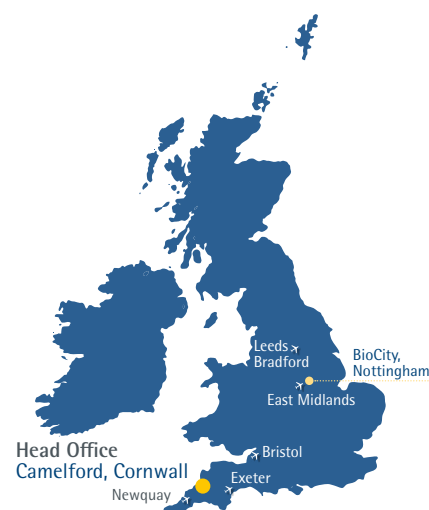 Leeds
Bradford
BioCity,
Nottingham
East Midlands
Head Office
Camelford, Cornwall
Bristol
Exeter
Newquay